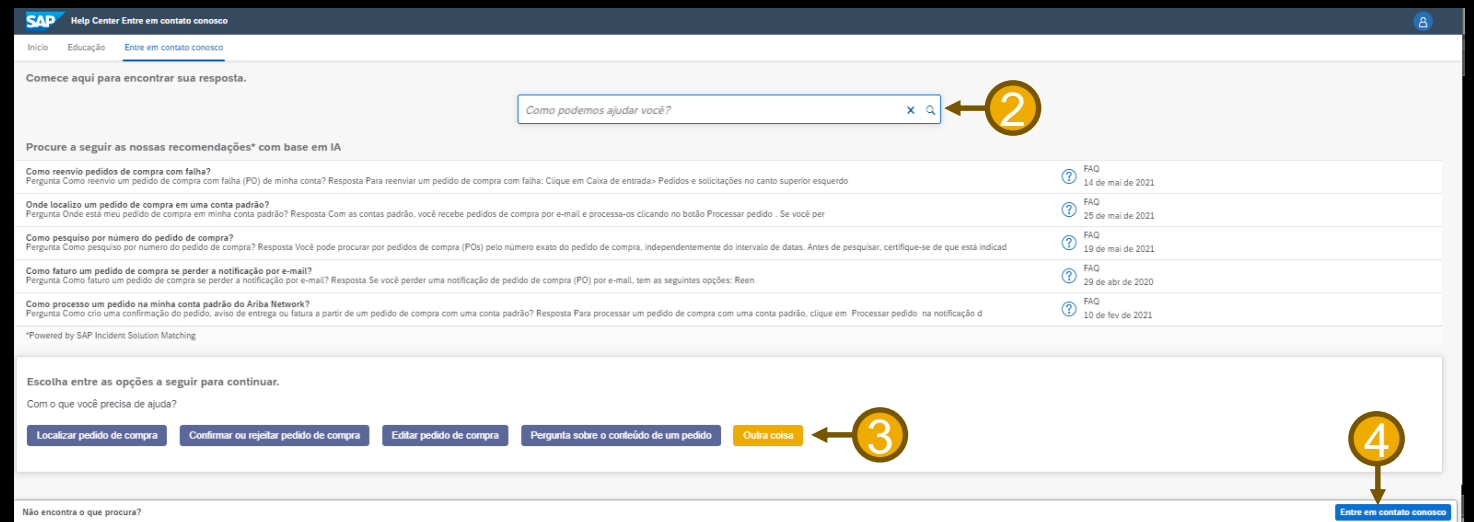 SAP Help Center Entre em contato conosco
Início Educação Entre em contato conosco
Comece aqui para encontrar sua resposta.
Como podemos ajudar você?
2
Procure a seguir as nossas recomendações* com base em IA
Como reenvio pedidos de compra com falha?
Pergunta Como reenvio um pedido de compra com falha (PO) de minha conta? Resposta Para reenviar um pedido de compra com falha: Clique em Caixa de entrada> Pedidos e solicitações no canto superior esquerdo
FAQ
14 de mai de 2021
Onde localizo um pedido de compra em uma conta padrão?
Pergunta Onde está meu pedido de compra em minha conta padrão? Resposta Com as contas padrão, você recebe pedidos de compra por e-mail e processa-os clicando no botão Processar pedido . Se você per
FAQ
25 de mai de 2021
Como pesquiso por número do pedido de compra?
Pergunta Como pesquiso por número do pedido de compra? Resposta Você pode procurar por pedidos de compra (POs) pelo número exato do pedido de compra, independentemente do intervalo de datas. Antes de pesquisar, certifique-se de que está indicad
FAQ
19 de mai de 2021
Como faturo um pedido de compra se perder a notificação por e-mail?
Pergunta Como faturo um pedido de compra se perder a notificação por e-mail? Resposta Se você perder uma notificação de pedido de compra (PO) por e-mail, tem as seguintes opções: Reen
FAQ
29 de abr de 2020
Como processo um pedido na minha conta padrão do Ariba Network?
Pergunta Como crio uma confirmação do pedido, aviso de entrega ou fatura a partir de um pedido de compra com uma conta padrão? Resposta Para processar um pedido de compra com uma conta padrão, clique em Processar pedido na notificação d
FAQ
10 de fev de 2021
*Powered by SAP Incident Solution Matching
Escolha entre as opções a seguir para continuar.
Com o que você precisa de ajuda?
Localizar pedido de compra Confirmar ou rejeitar pedido de compra Editar pedido de compra Pergunta sobre o conteúdo de um pedido Outra coisa
3
4
Não encontra o que procura? Entre em contato conosco